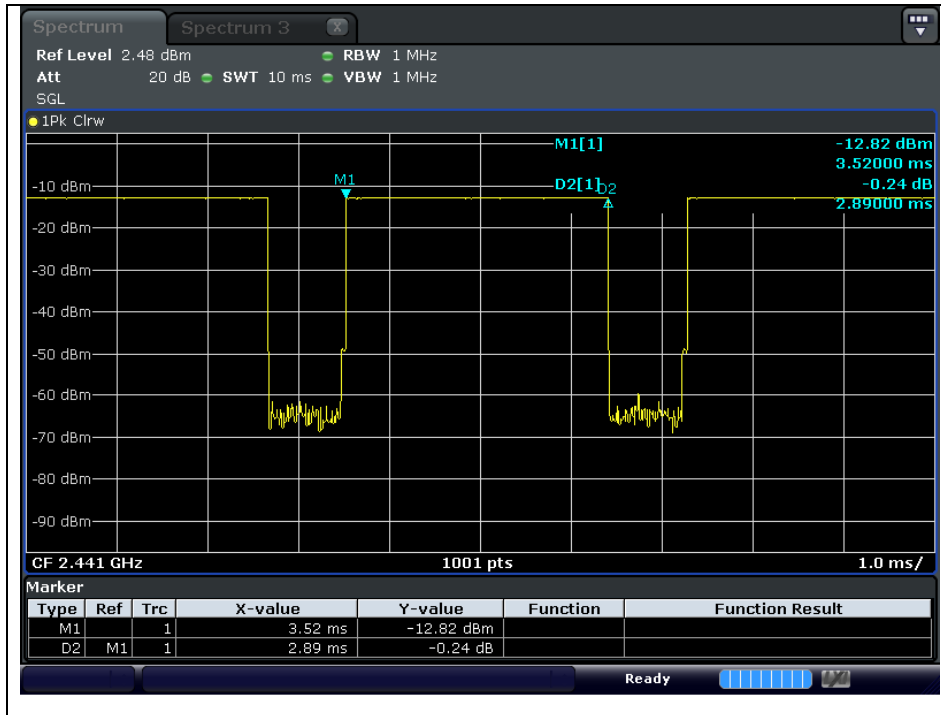 Spectrum Spectrum 3 X
Ref Level 2.48 dBm RBW 1 MHz
Att 20 dB SWT 10 ms VBW 1 MHz
SGL
1Pk Clrw
M1[1] -12.82 dBm
3.52000 ms
-10 dBm M1 D2[1] D2 -0.24 dB
2.89000 ms
-20 dBm
-30 dBm
-40 dBm
-50 dBm
-60 dBm
-70 dBm
-80 dBm
-90 dBm
CF 2.441 GHz 1001 pts 1.0 ms/
Marker
Type Ref Trc X-value Y-value Function Function Result
M1 1 3.52 ms -12.82 dBm
D2 M1 1 2.89 ms -0.24 dB
Ready